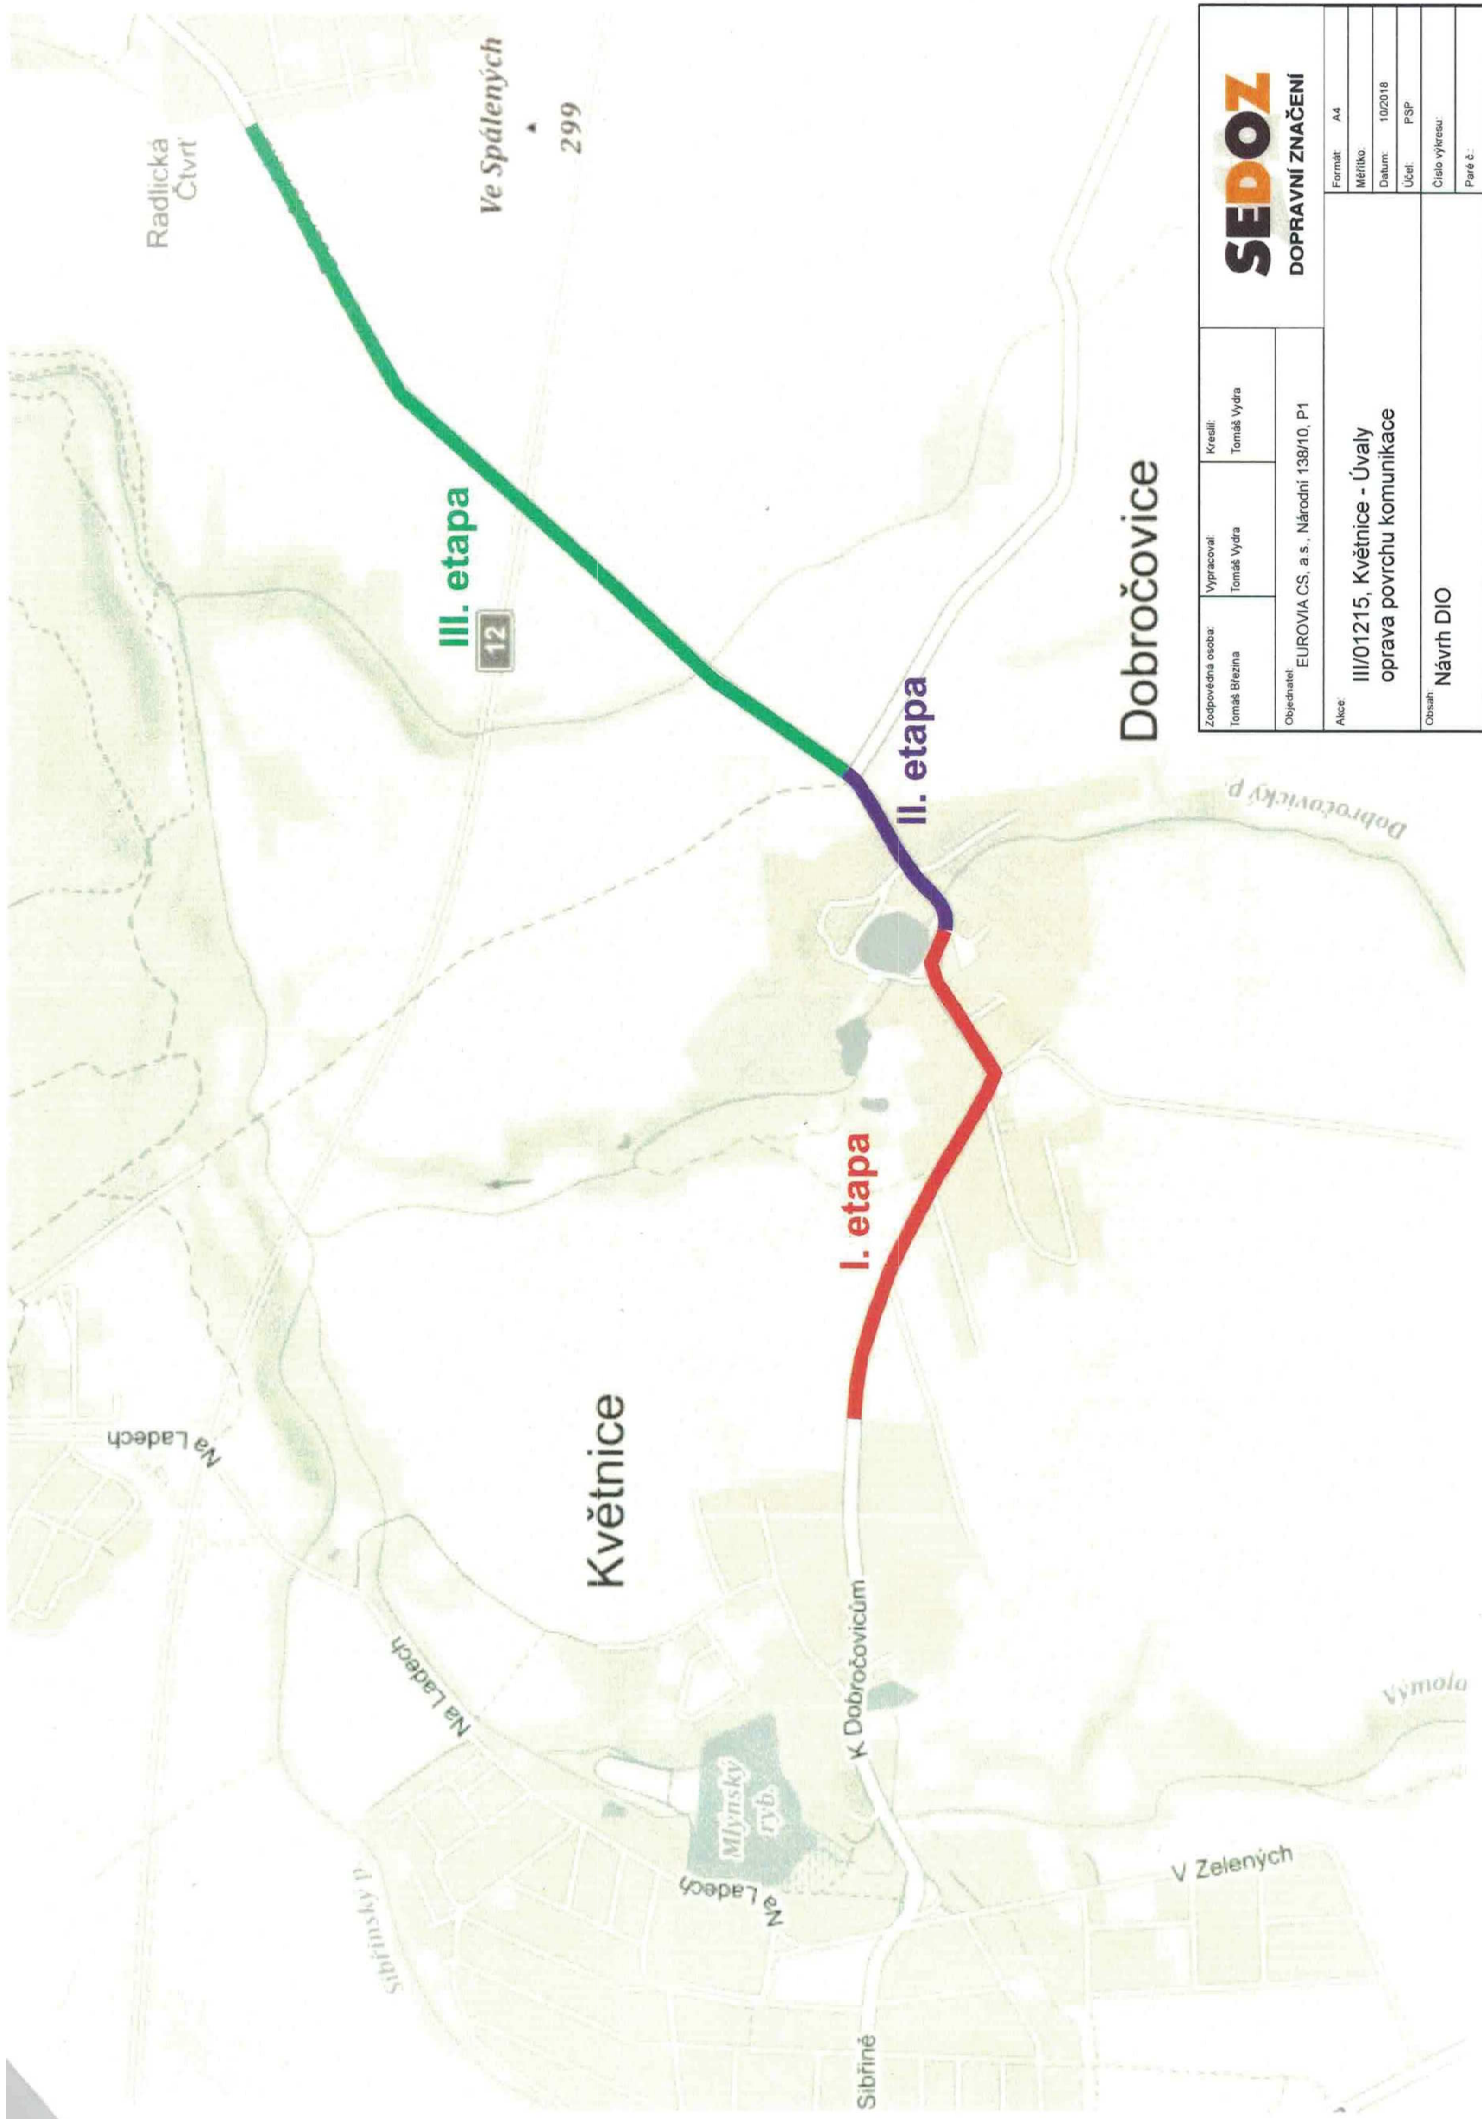 Radlická
Čtvrť
Ve Spálených
299
III. etapa
12
II. etapa
Dobročovice
Dobročovický p.
I. etapa
Květnice
Na Ladech
Na Ladech
Mlýnský
ryb.
Na Ladech
K Dobročovicům
Sibřinský p.
Sibřině
V Zelených
Výmola
Zodpovědná osoba:
Tomáš Březina
Vypracoval:
Tomáš Vydra
Kreslil:
Tomáš Vydra
SEDOZ
DOPRAVNÍ ZNAČENÍ
Objednatel:
EUROVIA CS, a.s., Národní 138/10, P1
Akce:
III/01215, Květnice - Úvaly
oprava povrchu komunikace
Formát: A4
Měřítko:
Datum: 10/2018
Účel: PSP
Obsah:
Návrh DIO
Číslo výkresu:
Paré č.: